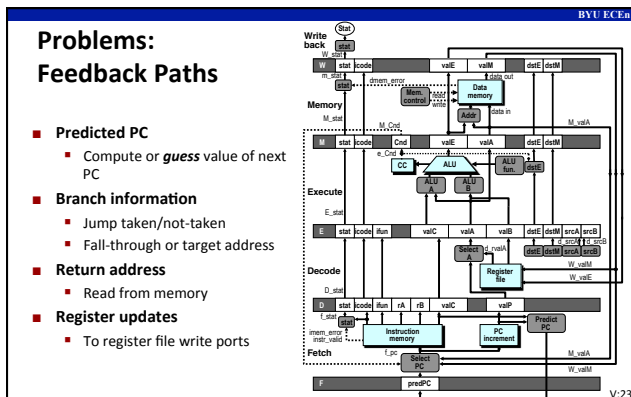 BYU ECEn
Problems:
Feedback Paths
■ Predicted PC
▪ Compute or guess value of next
PC
■ Branch information
▪ Jump taken/not-taken
▪ Fall-through or target address
■ Return address
▪ Read from memory
■ Register updates
▪ To register file write ports
Stat
Write
back
stat
W_stat
W stat icode valE valM dstE dstM
m_stat
stat
dmem_error
data out
Mem.
control
read
write
Data
memory
data in
Memory
Addr
M_stat
M_Cnd
M_valA
M stat icode Cnd valE valA dstE dstM
e_Cnd
CC
ALU
ALU
fun.
dstE
Execute
ALU
A
ALU
B
E_stat
E stat icode ifun valC valA valB dstE dstM srcA srcB
d_srcA d_srcB
Select
A
d_rvalA
dstE dstM srcA srcB
Decode
Register
file
W_valM
W_valE
D_stat
D stat icode ifun rA rB valC valP
f_stat
stat
Predict
PC
imem_error
instr_valid
Instruction
memory
PC
increment
Fetch
f_pc
Select
PC
M_valA
W_valM
F predPC
V:23